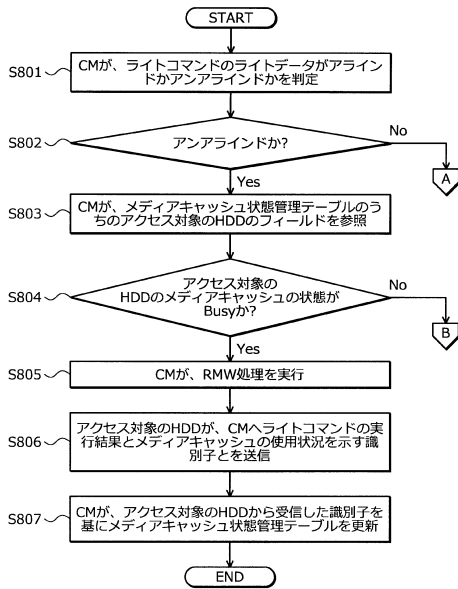 START
S801
CMが、ライトコマンドのライトデータがアライン
ドかアンアラインドかを判定
S802
アンアラインドか?
No
A
Yes
S803
CMが、メディアキャッシュ状態管理テーブルのう
ちのアクセス対象のHDDのフィールドを参照
S804
アクセス対象の
HDDのメディアキャッシュの状態が
Busyか?
No
B
Yes
S805
CMが、RMW処理を実行
S806
アクセス対象のHDDが、CMへライトコマンドの実
行結果とメディアキャッシュの使用状況を示す識
別子とを送信
S807
CMが、アクセス対象のHDDから受信した識別子を
基にメディアキャッシュ状態管理テーブルを更新
END